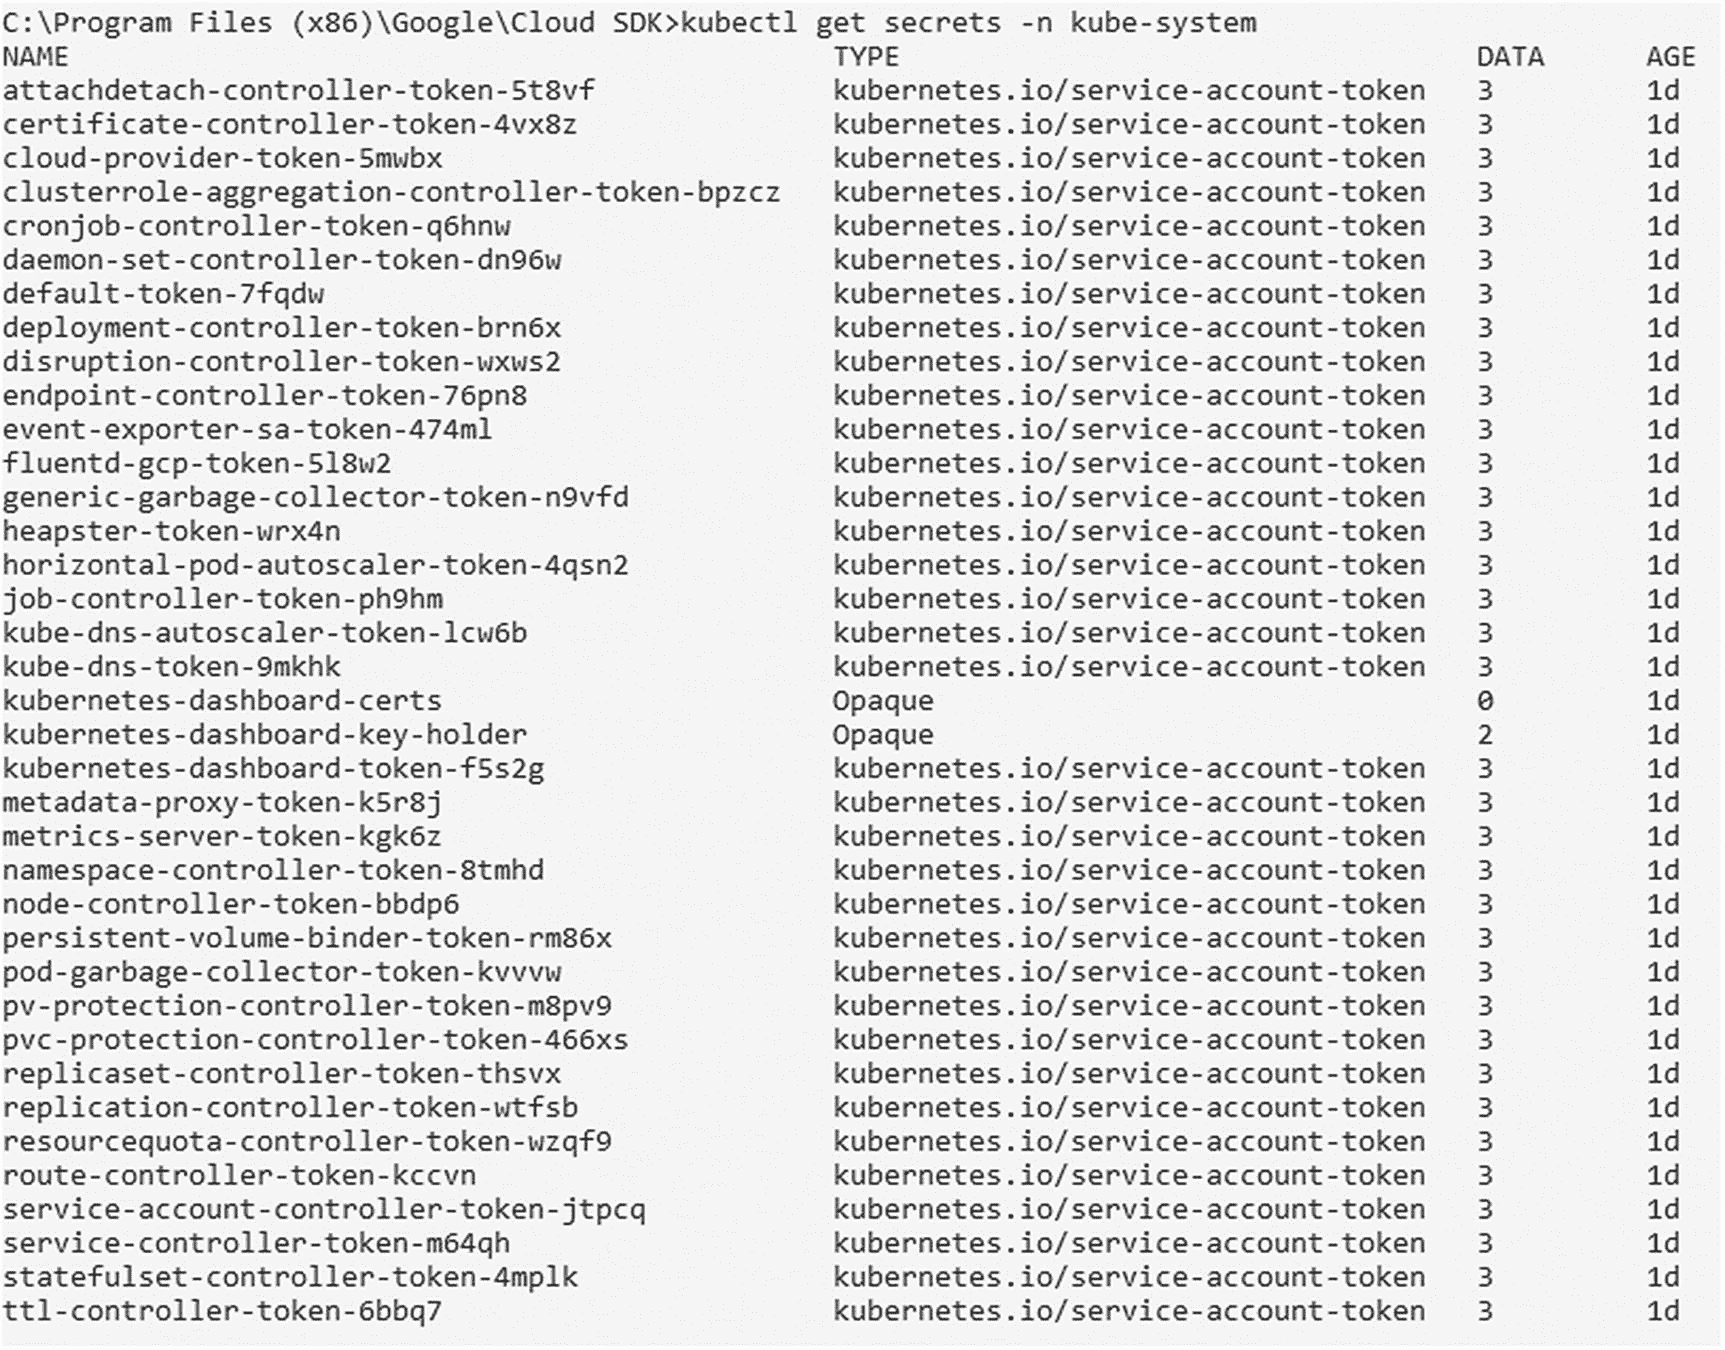 C:\Program Files (x86)\Google\Cloud SDK>kubectl get secrets -n kube-system
NAME TYPE DATA AGE
attachdetach-controller-token-5t8vf kubernetes.io/service-account-token 3 1d
certificate-controller-token-4vx8z kubernetes.io/service-account-token 3 1d
cloud-provider-token-5mwbx kubernetes.io/service-account-token 3 1d
clusterrole-aggregation-controller-token-bpzcz kubernetes.io/service-account-token 3 1d
cronjob-controller-token-q6hnw kubernetes.io/service-account-token 3 1d
daemon-set-controller-token-dn96w kubernetes.io/service-account-token 3 1d
default-token-7fqdw kubernetes.io/service-account-token 3 1d
deployment-controller-token-brn6x kubernetes.io/service-account-token 3 1d
disruption-controller-token-wxws2 kubernetes.io/service-account-token 3 1d
endpoint-controller-token-76pn8 kubernetes.io/service-account-token 3 1d
event-exporter-sa-token-474ml kubernetes.io/service-account-token 3 1d
fluentd-gcp-token-5l8w2 kubernetes.io/service-account-token 3 1d
generic-garbage-collector-token-n9vfd kubernetes.io/service-account-token 3 1d
heapster-token-wrx4n kubernetes.io/service-account-token 3 1d
horizontal-pod-autoscaler-token-4qsn2 kubernetes.io/service-account-token 3 1d
job-controller-token-ph9hm kubernetes.io/service-account-token 3 1d
kube-dns-autoscaler-token-lcw6b kubernetes.io/service-account-token 3 1d
kube-dns-token-9mkhk kubernetes.io/service-account-token 3 1d
kubernetes-dashboard-certs Opaque 0 1d
kubernetes-dashboard-key-holder Opaque 2 1d
kubernetes-dashboard-token-f5s2g kubernetes.io/service-account-token 3 1d
metadata-proxy-token-k5r8j kubernetes.io/service-account-token 3 1d
metrics-server-token-kgk6z kubernetes.io/service-account-token 3 1d
namespace-controller-token-8tmhd kubernetes.io/service-account-token 3 1d
node-controller-token-bbdp6 kubernetes.io/service-account-token 3 1d
persistent-volume-binder-token-rm86x kubernetes.io/service-account-token 3 1d
pod-garbage-collector-token-kvvvw kubernetes.io/service-account-token 3 1d
pv-protection-controller-token-m8pv9 kubernetes.io/service-account-token 3 1d
pvc-protection-controller-token-466xs kubernetes.io/service-account-token 3 1d
replicaset-controller-token-thsvx kubernetes.io/service-account-token 3 1d
replication-controller-token-wtfsb kubernetes.io/service-account-token 3 1d
resourcequota-controller-token-wzqf9 kubernetes.io/service-account-token 3 1d
route-controller-token-kccvn kubernetes.io/service-account-token 3 1d
service-account-controller-token-jtpcq kubernetes.io/service-account-token 3 1d
service-controller-token-m64qh kubernetes.io/service-account-token 3 1d
statefulset-controller-token-4mplk kubernetes.io/service-account-token 3 1d
ttl-controller-token-6bbq7 kubernetes.io/service-account-token 3 1d